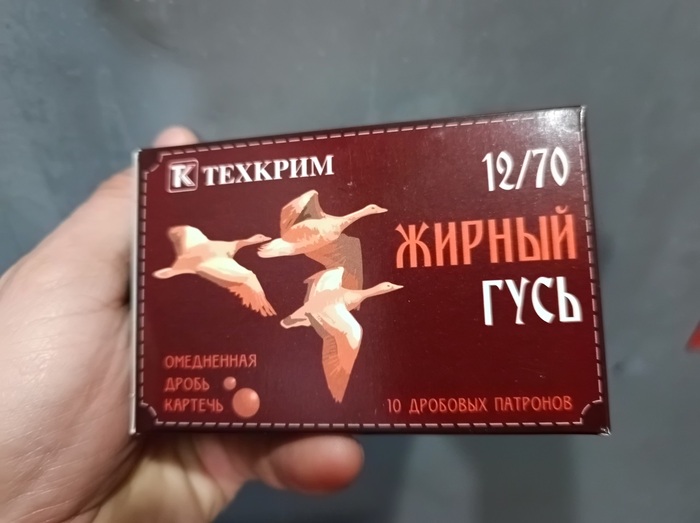 К ТЕХКРИМ
12/70
ЖИРНЫЙ
ГУСЬ
ОМЕДНЕННАЯ
ДРОБЬ
КАРТЕЧЬ
10 ДРОБОВЫХ ПАТРОНОВ